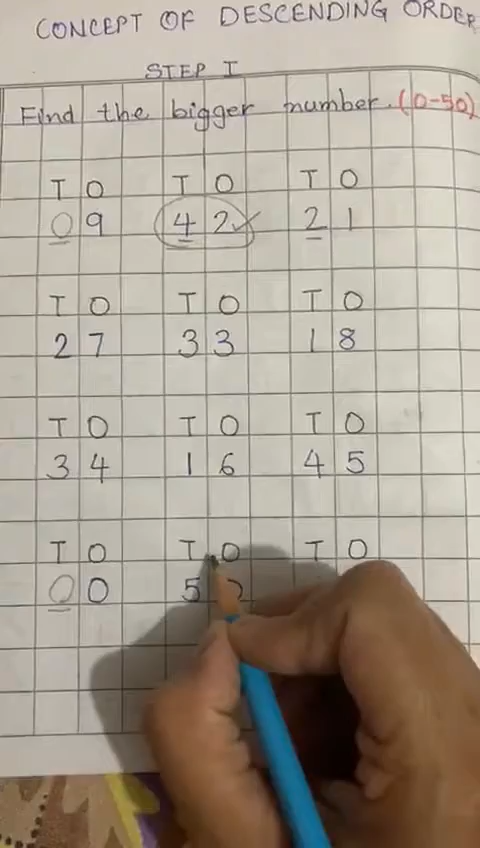 CONCEPT OF DESCENDING ORDER
STEP I
Find the bigger number. (0-50)
T O T O T O
0 9 4 2 2 1
T O T O T O
2 7 3 3 1 8
T O T O T O
3 4 1 6 4 5
T O T O T O
0 0 5